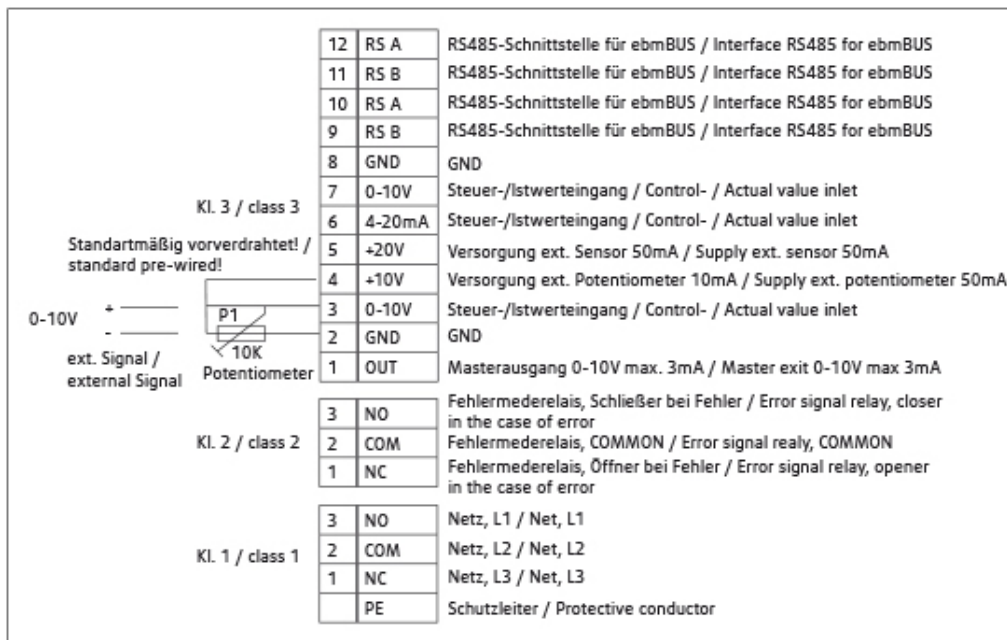 12 RS A RS485-Schnittstelle für ebmBUS / Interface RS485 for ebmBUS
11 RS B RS485-Schnittstelle für ebmBUS / Interface RS485 for ebmBUS
10 RS A RS485-Schnittstelle für ebmBUS / Interface RS485 for ebmBUS
9 RS B RS485-Schnittstelle für ebmBUS / Interface RS485 for ebmBUS
8 GND GND
7 0-10V Steuer-/Istwerteingang / Control- / Actual value inlet
Kl. 3 / class 3
6 4-20mA Steuer-/Istwerteingang / Control- / Actual value inlet
Standartmäßig vorverdrahtet! /
standard pre-wired!
5 +20V Versorgung ext. Sensor 50mA / Supply ext. sensor 50mA
4 +10V Versorgung ext. Potentiometer 10mA / Supply ext. potentiometer 50mA
3 0-10V Steuer-/Istwerteingang / Control- / Actual value inlet
0-10V + -
P1
10K
Potentiometer
ext. Signal /
external Signal
2 GND GND
1 OUT Masterausgang 0-10V max. 3mA / Master exit 0-10V max 3mA
Kl. 2 / class 2
3 NO Fehlermederelais, Schließer bei Fehler / Error signal relay, closer
in the case of error
2 COM Fehlermederelais, COMMON / Error signal realy, COMMON
1 NC Fehlermederelais, Öffner bei Fehler / Error signal relay, opener
in the case of error
Kl. 1 / class 1
3 NO Netz, L1 / Net, L1
2 COM Netz, L2 / Net, L2
1 NC Netz, L3 / Net, L3
PE Schutzleiter / Protective conductor